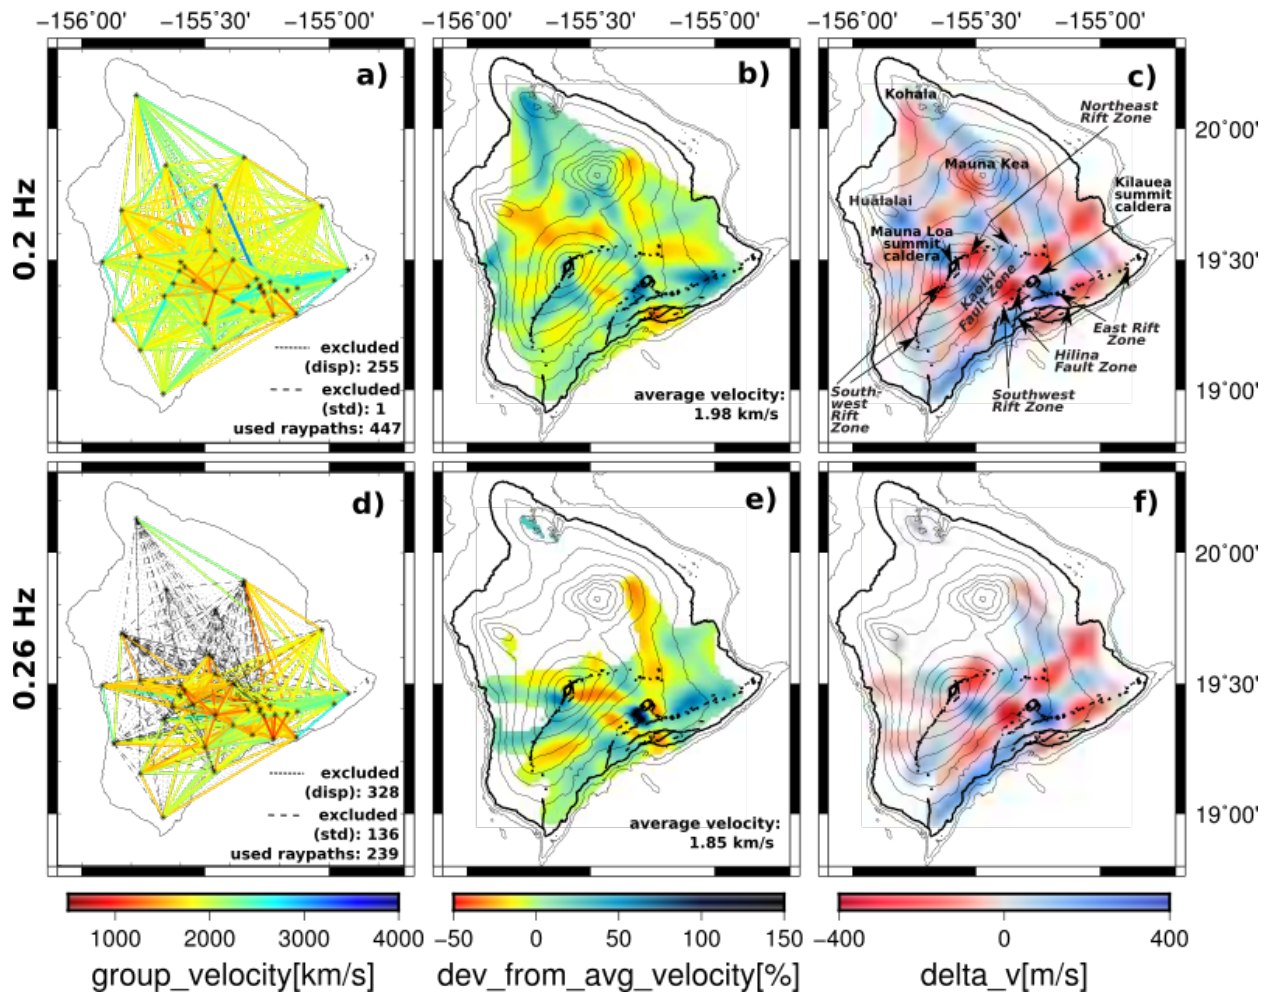 −156°00' −155°30' −155°00' −156°00' −155°30' −155°00' −156°00' −155°30' −155°00'
0.2 Hz
a)
excluded
(disp): 255
excluded
(std): 1
used raypaths: 447
b)
average velocity:
1.98 km/s
c)
Kohala
Northeast
Rift Zone
Mauna Kea
Kilauea
summit
caldera
Hualalai
Mauna Loa
summit
caldera
Kaoiki
Fault Zone
East Rift
Zone
Hilina
Fault Zone
South-
west
Rift
Zone
Southwest
Rift Zone
20°00'
19°30'
19°00'
0.26 Hz
d)
excluded
(disp): 328
excluded
(std): 136
used raypaths: 239
e)
average velocity:
1.85 km/s
f)
20°00'
19°30'
19°00'
1000 2000 3000 4000
group_velocity[km/s]
−50 0 50 100 150
dev_from_avg_velocity[%]
−400 0 400
delta_v[m/s]